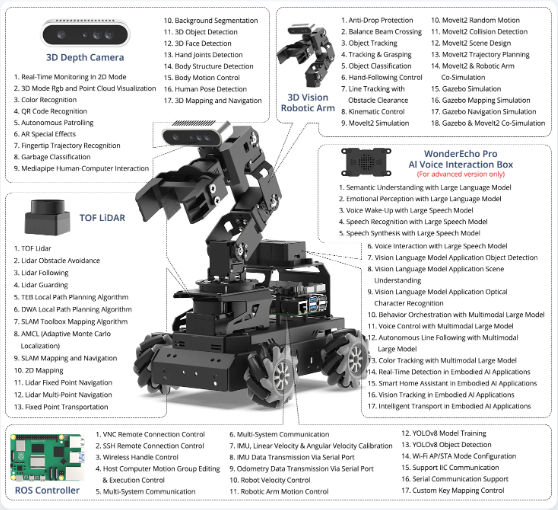 3D Depth Camera
1. Real-Time Monitoring In 2D Mode
2. 3D Mode Rgb and Point Cloud Visualization
3. Color Recognition
4. QR Code Recognition
5. Autonomous Patrolling
6. AR Special Effects
7. Fingertip Trajectory Recognition
8. Garbage Classification
9. Mediapipe Human-Computer Interaction
10. Background Segmentation
11. 3D Object Detection
12. 3D Face Detection
13. Hand Joints Detection
14. Body Structure Detection
15. Body Motion Control
16. Human Pose Detection
17. 3D Mapping and Navigation
3D Vision
Robotic Arm
1. Anti-Drop Protection
2. Balance Beam Crossing
3. Object Tracking
4. Tracking & Grasping
5. Object Classification
6. Hand-Following Control
7. Line Tracking with
Obstacle Clearance
8. Kinematic Control
9. MoveIt2 Simulation
10. MoveIt2 Random Motion
11. MoveIt2 Collision Detection
12. MoveIt2 Scene Design
13. MoveIt2 Trajectory Planning
14. MoveIt2 & Robotic Arm
Co-Simulation
15. Gazebo Simulation
16. Gazebo Mapping Simulation
17. Gazebo Navigation Simulation
18. Gazebo & MoveIt2 Co-Simulation
WonderEcho Pro
AI Voice Interaction Box
(For advanced version only)
1. Semantic Understanding with Large Language Model
2. Emotional Perception with Large Language Model
3. Voice Wake-Up with Large Speech Model
4. Speech Recognition with Large Speech Model
5. Speech Synthesis with Large Speech Model
6. Voice Interaction with Large Speech Model
7. Vision Language Model Application Object Detection
8. Vision Language Model Application Scene
Understanding
9. Vision Language Model Application Optical
Character Recognition
10. Behavior Orchestration with Multimodal Large Model
11. Voice Control with Multimodal Large Model
12. Autonomous Line Following with Multimodal
Large Model
13. Color Tracking with Multimodal Large Model
14. Real-Time Detection in Embodied AI Applications
15. Smart Home Assistant in Embodied AI Applications
16. Vision Tracking in Embodied AI Applications
17. Intelligent Transport in Embodied AI Applications
TOF LiDAR
1. TOF Lidar
2. Lidar Obstacle Avoidance
3. Lidar Following
4. Lidar Guarding
5. TEB Local Path Planning Algorithm
6. DWA Local Path Planning Algorithm
7. SLAM Toolbox Mapping Algorithm
8. AMCL (Adaptive Monte Carlo
Localization)
9. SLAM Mapping and Navigation
10. 2D Mapping
11. Lidar Fixed Point Navigation
12. Lidar Multi-Point Navigation
13. Fixed Point Transportation
ROS Controller
1. VNC Remote Connection Control
2. SSH Remote Connection Control
3. Wireless Handle Control
4. Host Computer Motion Group Editing
& Execution Control
5. Multi-System Communication
6. Multi-System Communication
7. IMU, Linear Velocity & Angular Velocity Calibration
8. IMU Data Transmission Via Serial Port
9. Odometry Data Transmission Via Serial Port
10. Robot Velocity Control
11. Robotic Arm Motion Control
12. YOLOv8 Model Training
13. YOLOv8 Object Detection
14. Wi-Fi AP/STA Mode Configuration
15. Support IIC Communication
16. Serial Communication Support
17. Custom Key Mapping Control